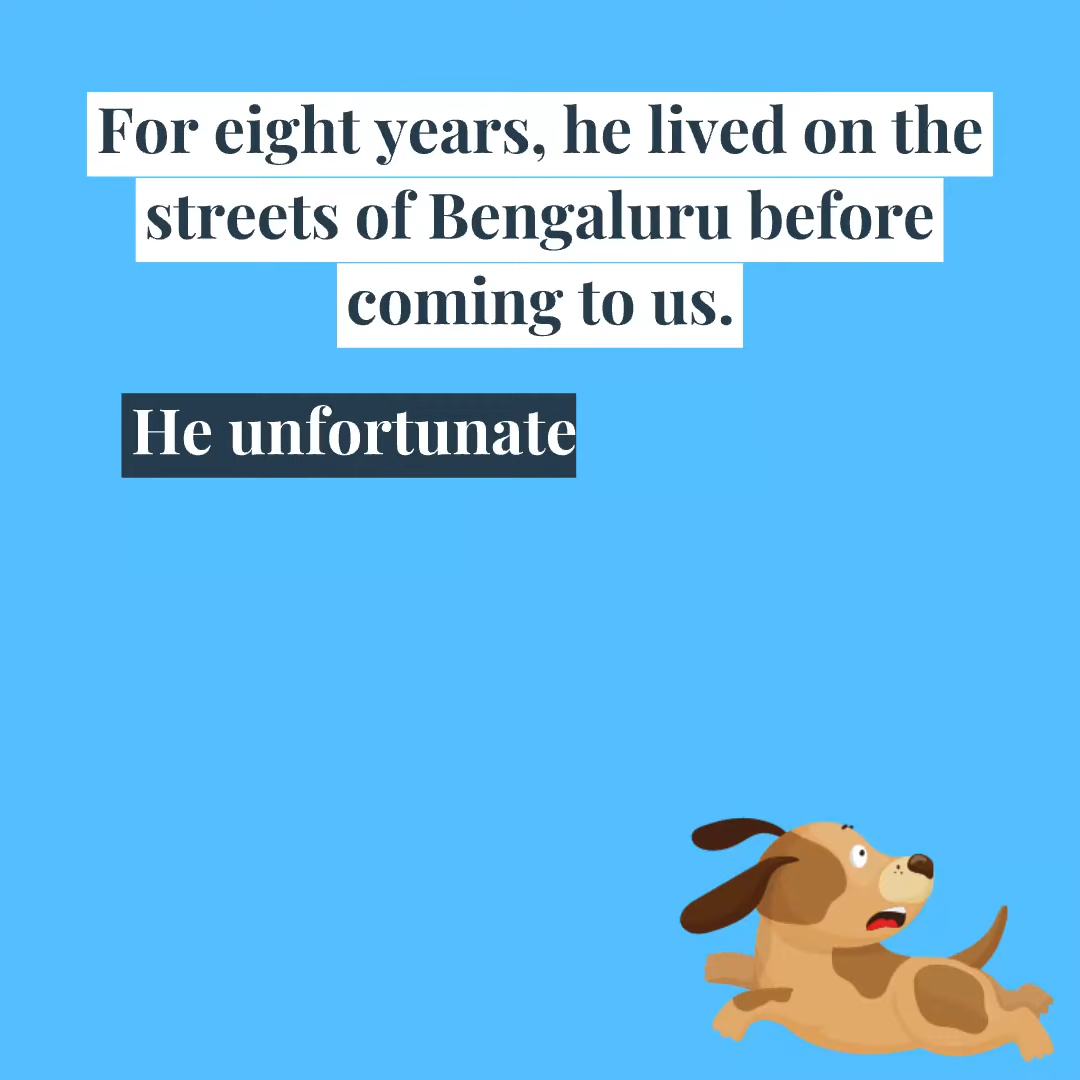 For eight years, he lived on the
streets of Bengaluru before
coming to us.
He unfortunate